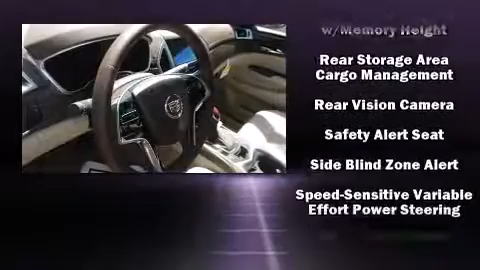 w/Memory Height
Rear Storage Area
Cargo Management
Rear Vision Camera
Safety Alert Seat
Side Blind Zone Alert
Speed-Sensitive Variable
Effort Power Steering